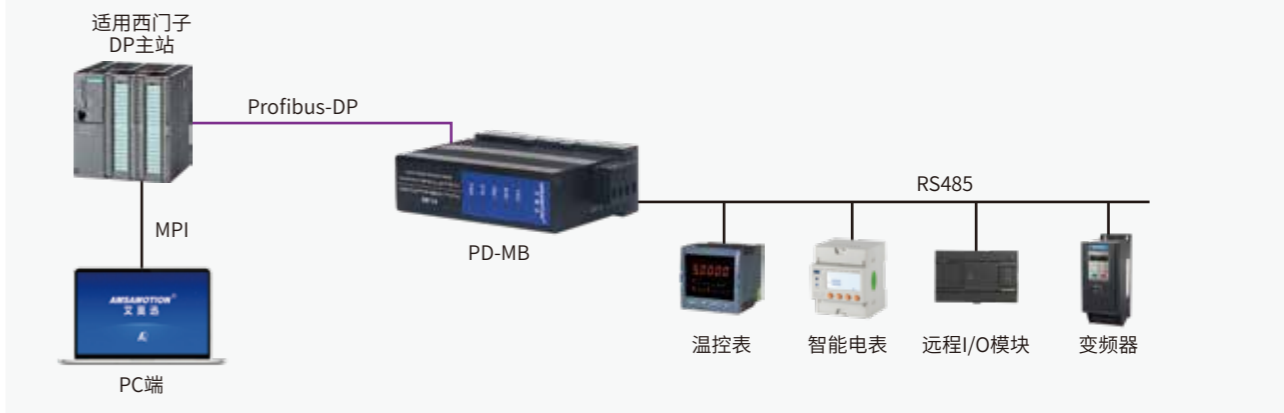 适用西门子
DP主站
Profibus-DP
RS485
MPI
PD-MB
AMSAMOTION
艾莫迅
温控表
智能电表
远程I/O模块
变频器
PC端